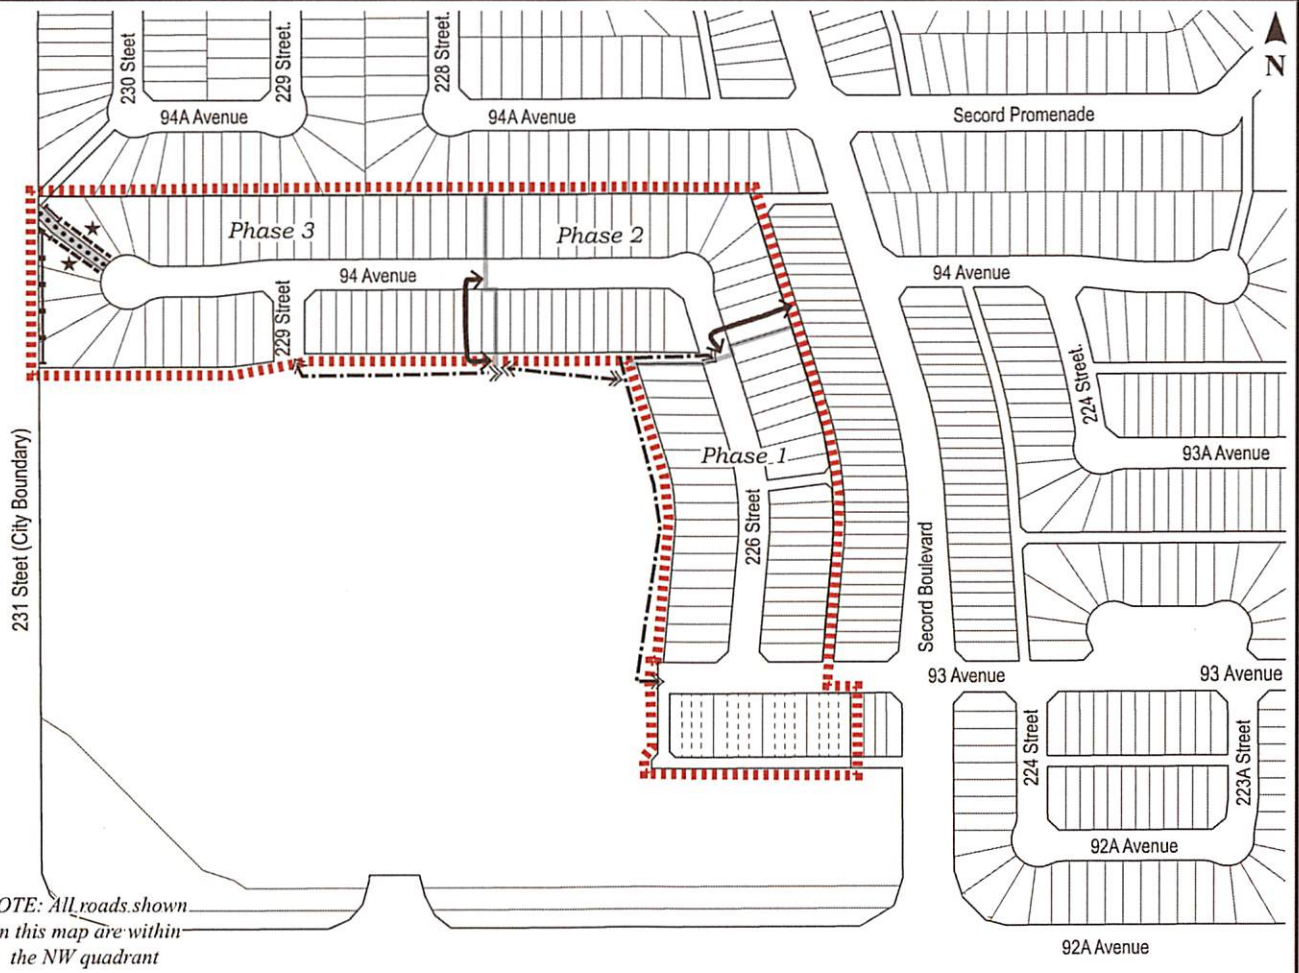 230 Steet
229 Street.
228 Street.
N
94A Avenue
94A Avenue
Secord Promenade
Phase 3
Phase 2
94 Avenue
94 Avenue
229 Street
224 Street.
93A Avenue
Phase 1
231 Steet (City Boundary)
226 Street
Secord Boulevard
93 Avenue
93 Avenue
224 Street
223A Street
92A Avenue
OTE: All roads shown
n this map are within
the NW quadrant
92A Avenue